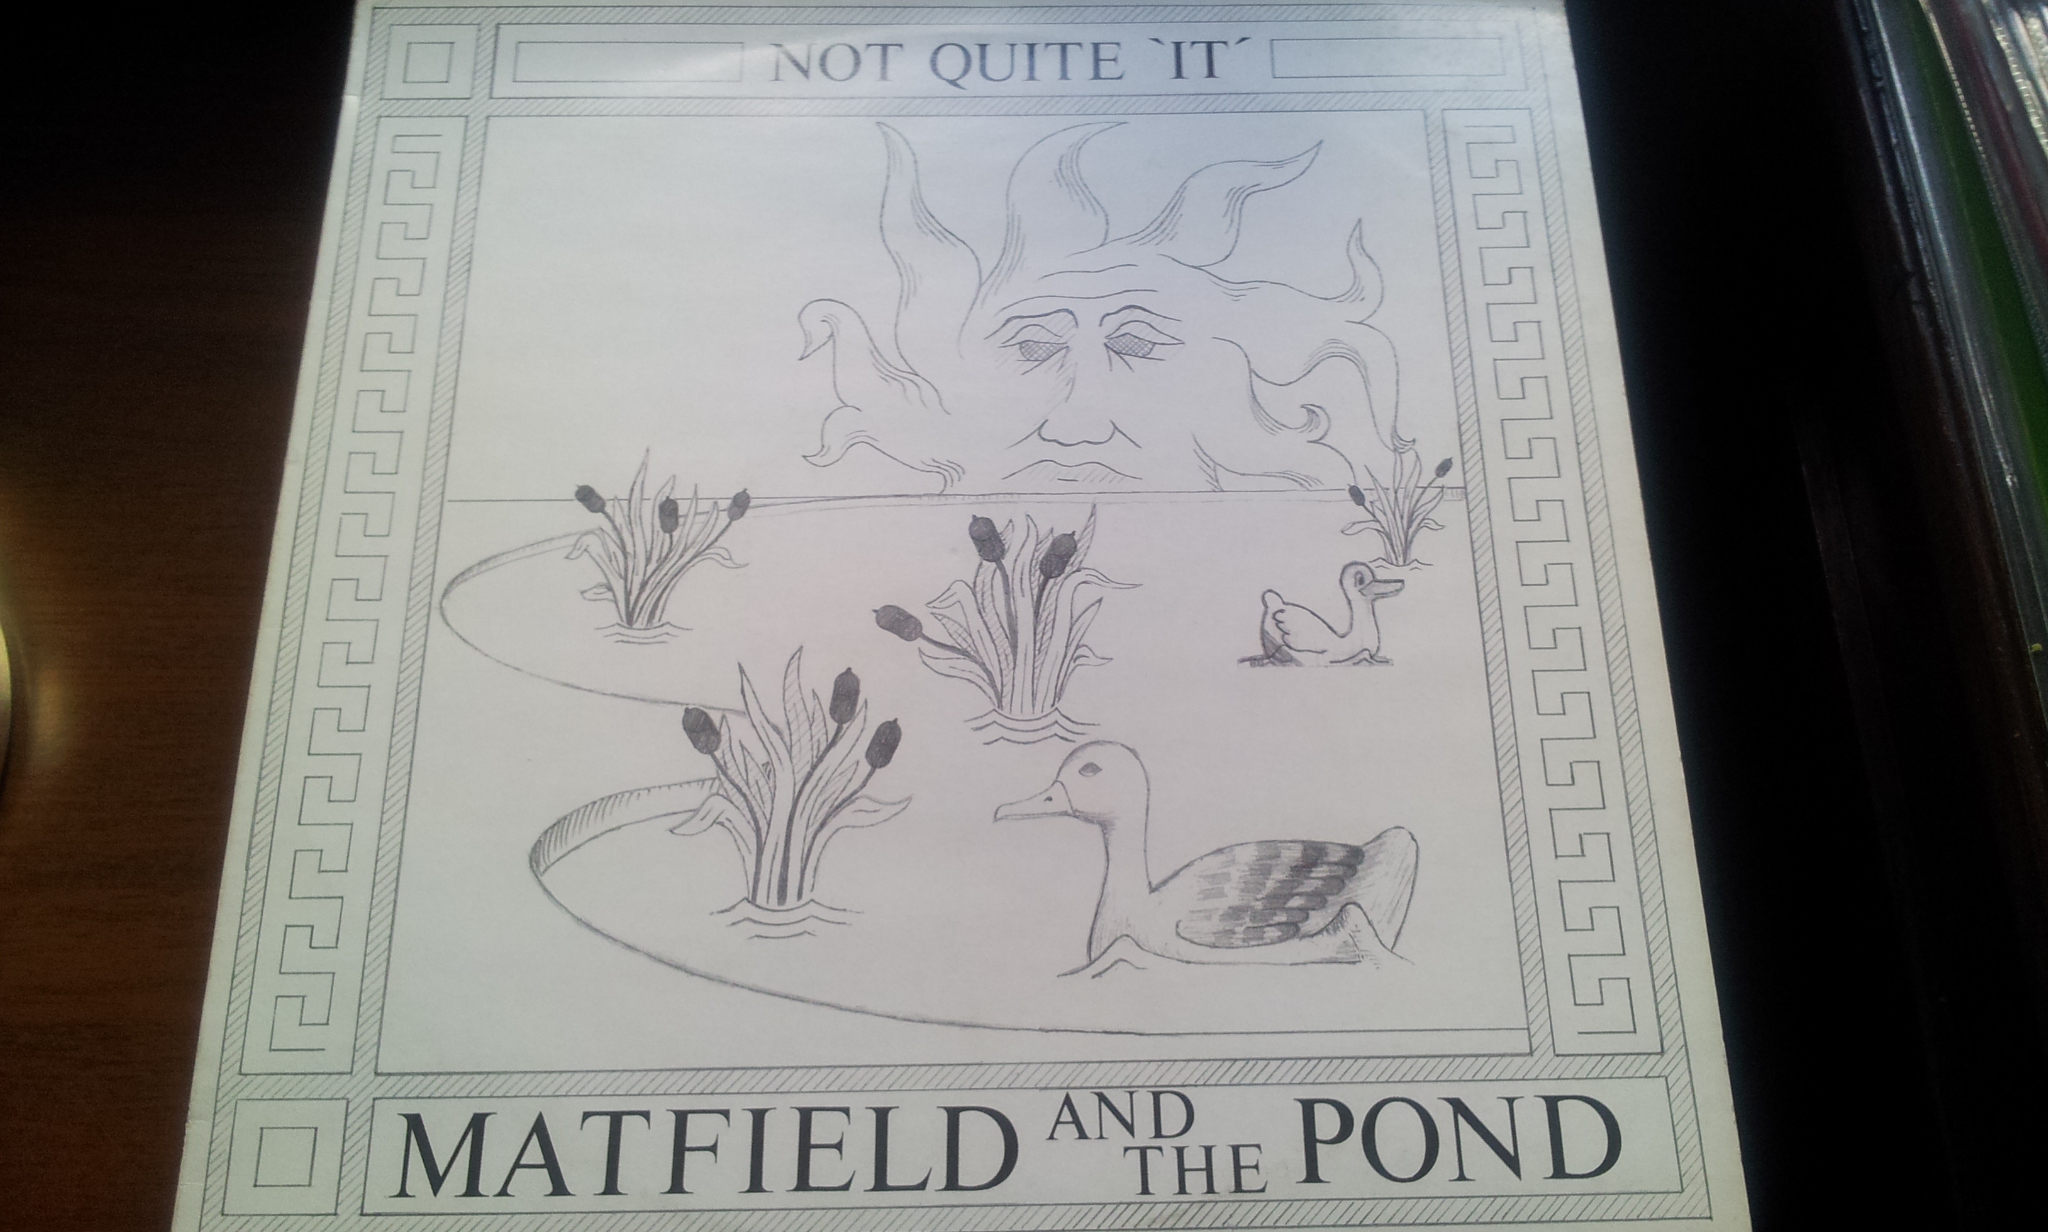 NOT QUITE `IT´
MATFIELD AND THE POND